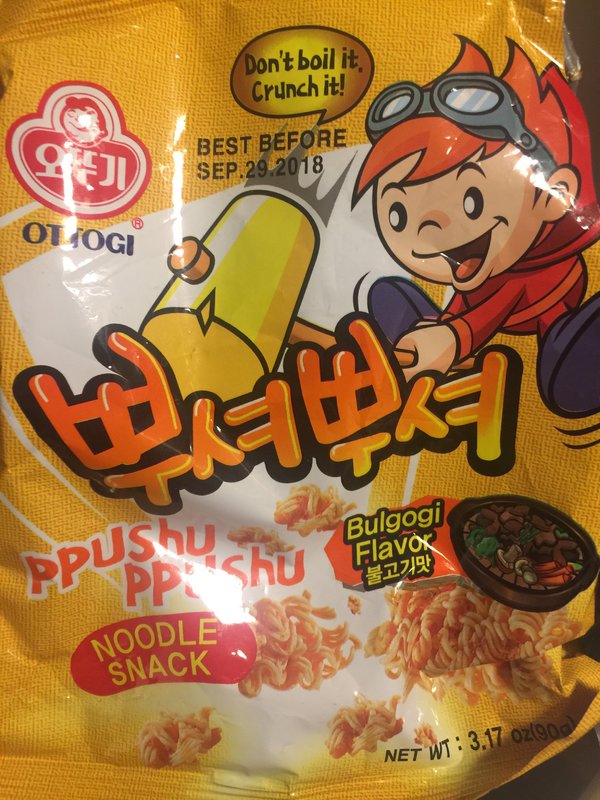 Don't boil it.
Crunch it!
BEST BEFORE
SEP.29.2018
오뚜기
OTTOGI®
뿌셔뿌셔
PPUShU
PPUShU
Bulgogi
Flavor
불고기맛
NOODLE
SNACK
NET WT : 3.17 oz(90g)